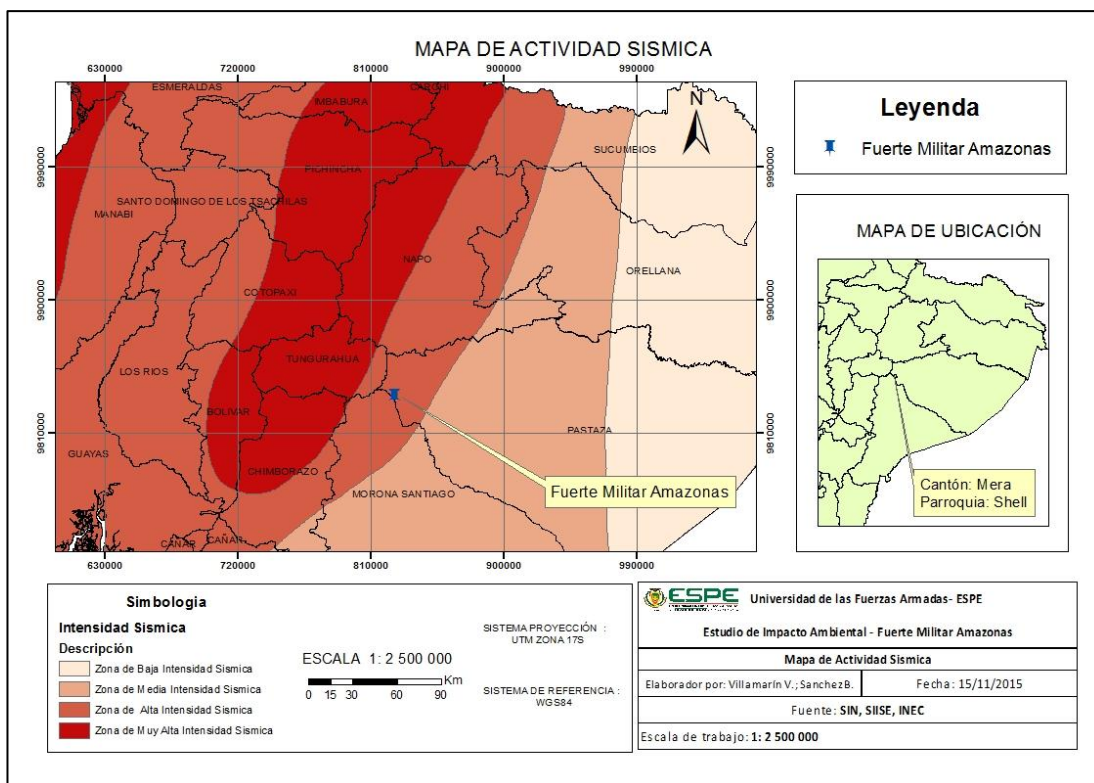 MAPA DE ACTIVIDAD SISMICA
630000 720000 810000 900000 990000
ESMERALDAS
IMBABURA
CARCHI
N
SUCUMBIOS
9990000
9990000
PICHINCHA
SANTO DOMINGO DE LOS TSACHILAS
MANABI
NAPO
ORELLANA
COTOPAXI
9900000
9900000
TUNGURAHUA
LOS RIOS
BOLIVAR
PASTAZA
9810000
9810000
GUAYAS
CHIMBORAZO
MORONA SANTIAGO
Fuerte Militar Amazonas
CAÑAR
CAÑAR
630000 720000 810000 900000 990000
Leyenda
Fuerte Militar Amazonas
MAPA DE UBICACIÓN
Cantón: Mera
Parroquia: Shell
Simbologia
Intensidad Sismica
Descripción
Zona de Baja Intensidad Sismica
Zona de Media Intensidad Sismica
Zona de Alta Intensidad Sismica
Zona de Muy Alta Intensidad Sismica
ESCALA 1: 2 500 000
Km
0 15 30 60 90
SISTEMA PROYECCIÓN :
UTM ZONA 17S
SISTEMA DE REFERENCIA :
WGS84
ESPE
Universidad de las Fuerzas Armadas- ESPE
Estudio de Impacto Ambiental - Fuerte Militar Amazonas
Mapa de Actividad Sismica
Elaborador por: Villamarín V.; Sanchez B.
Fecha: 15/11/2015
Fuente: SIN, SIISE, INEC
Escala de trabajo: 1: 2 500 000